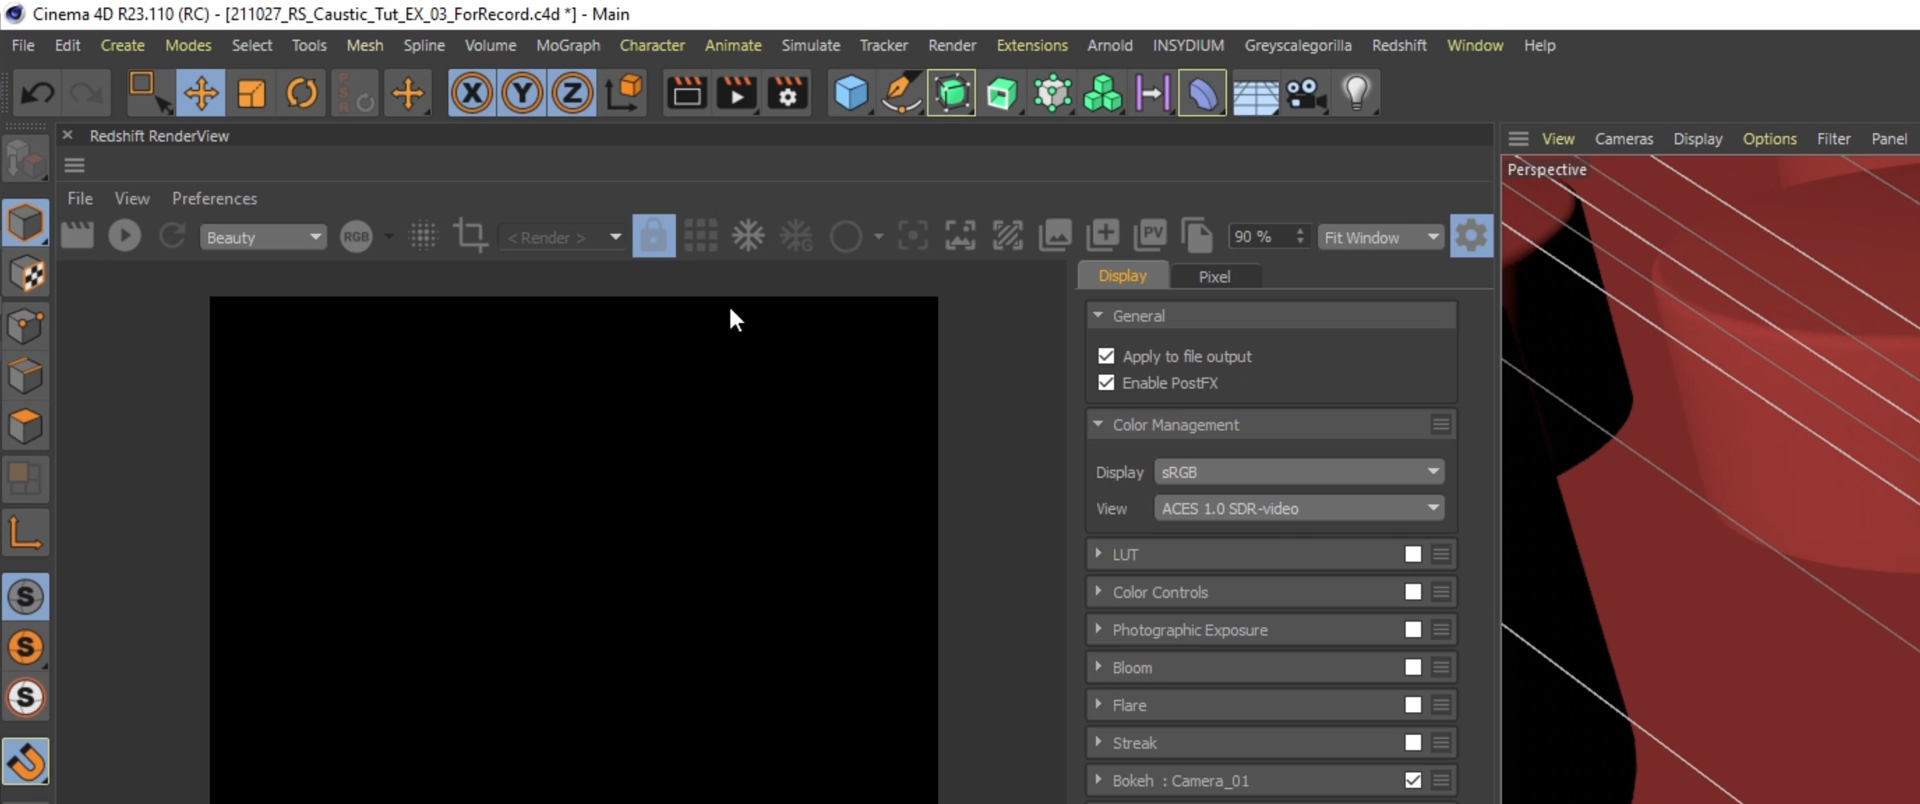 Cinema 4D R23.110 (RC) - [211027_RS_Caustic_Tut_EX_03_ForRecord.c4d *] - Main
File Edit Create Modes Select Tools Mesh Spline Volume MoGraph Character Animate Simulate Tracker Render Extensions Arnold INSYDIUM Greyscalegorilla Redshift Window Help
P
S
R
X Y Z
× Redshift RenderView
View Cameras Display Options Filter Panel
Perspective
File View Preferences
Beauty RGB < Render > PV 90 % Fit Window
Display Pixel
General
Apply to file output
Enable PostFX
Color Management
Display sRGB
View ACES 1.0 SDR-video
LUT
Color Controls
Photographic Exposure
Bloom
Flare
Streak
Bokeh : Camera_01
S
S
S